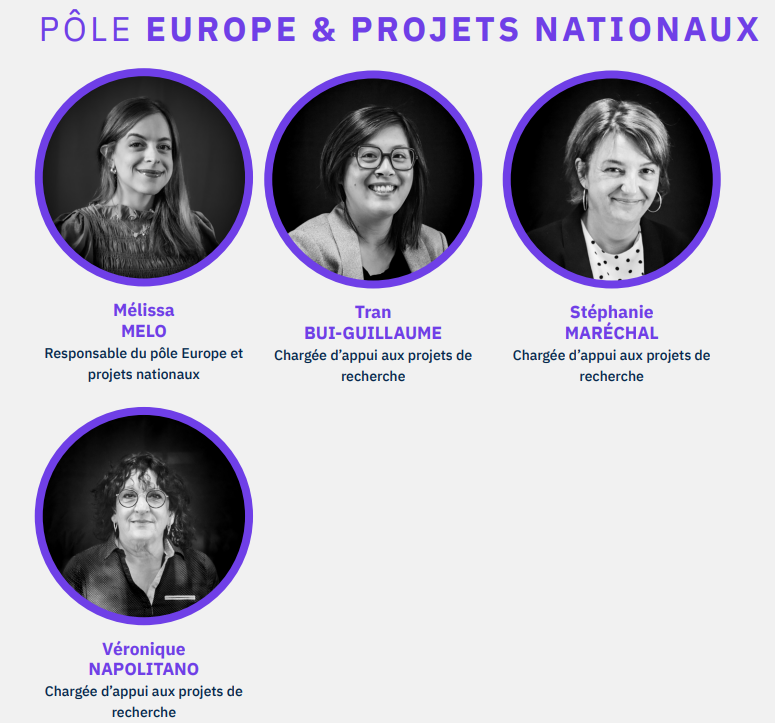 PÔLE EUROPE & PROJETS NATIONAUX
Mélissa
MELO
Responsable du pôle Europe et
projets nationaux
Tran
BUI-GUILLAUME
Chargée d’appui aux projets de
recherche
Stéphanie
MARÉCHAL
Chargée d’appui aux projets de
recherche
Véronique
NAPOLITANO
Chargée d’appui aux projets de
recherche